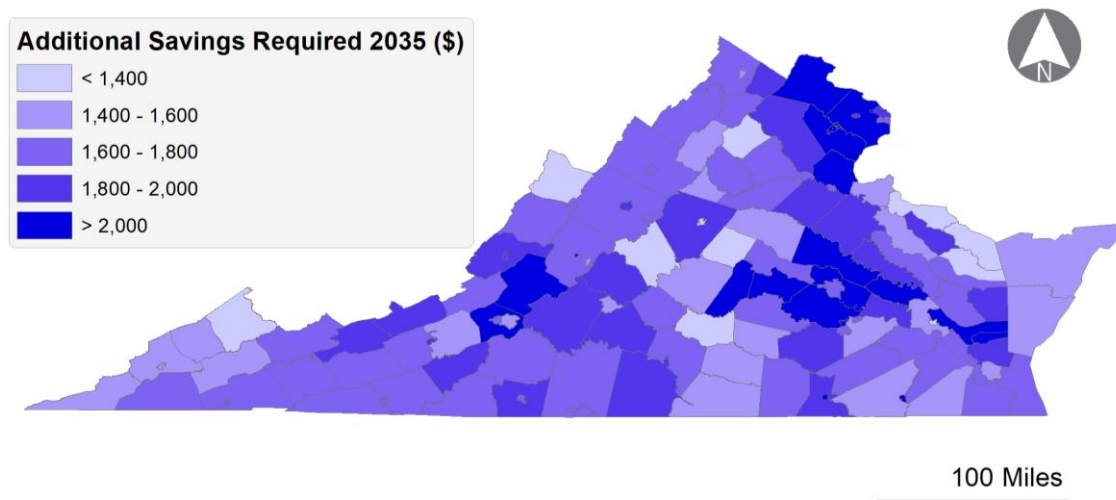 Additional Savings Required 2035 ($)
< 1,400
1,400 - 1,600
1,600 - 1,800
1,800 - 2,000
> 2,000
N
100 Miles